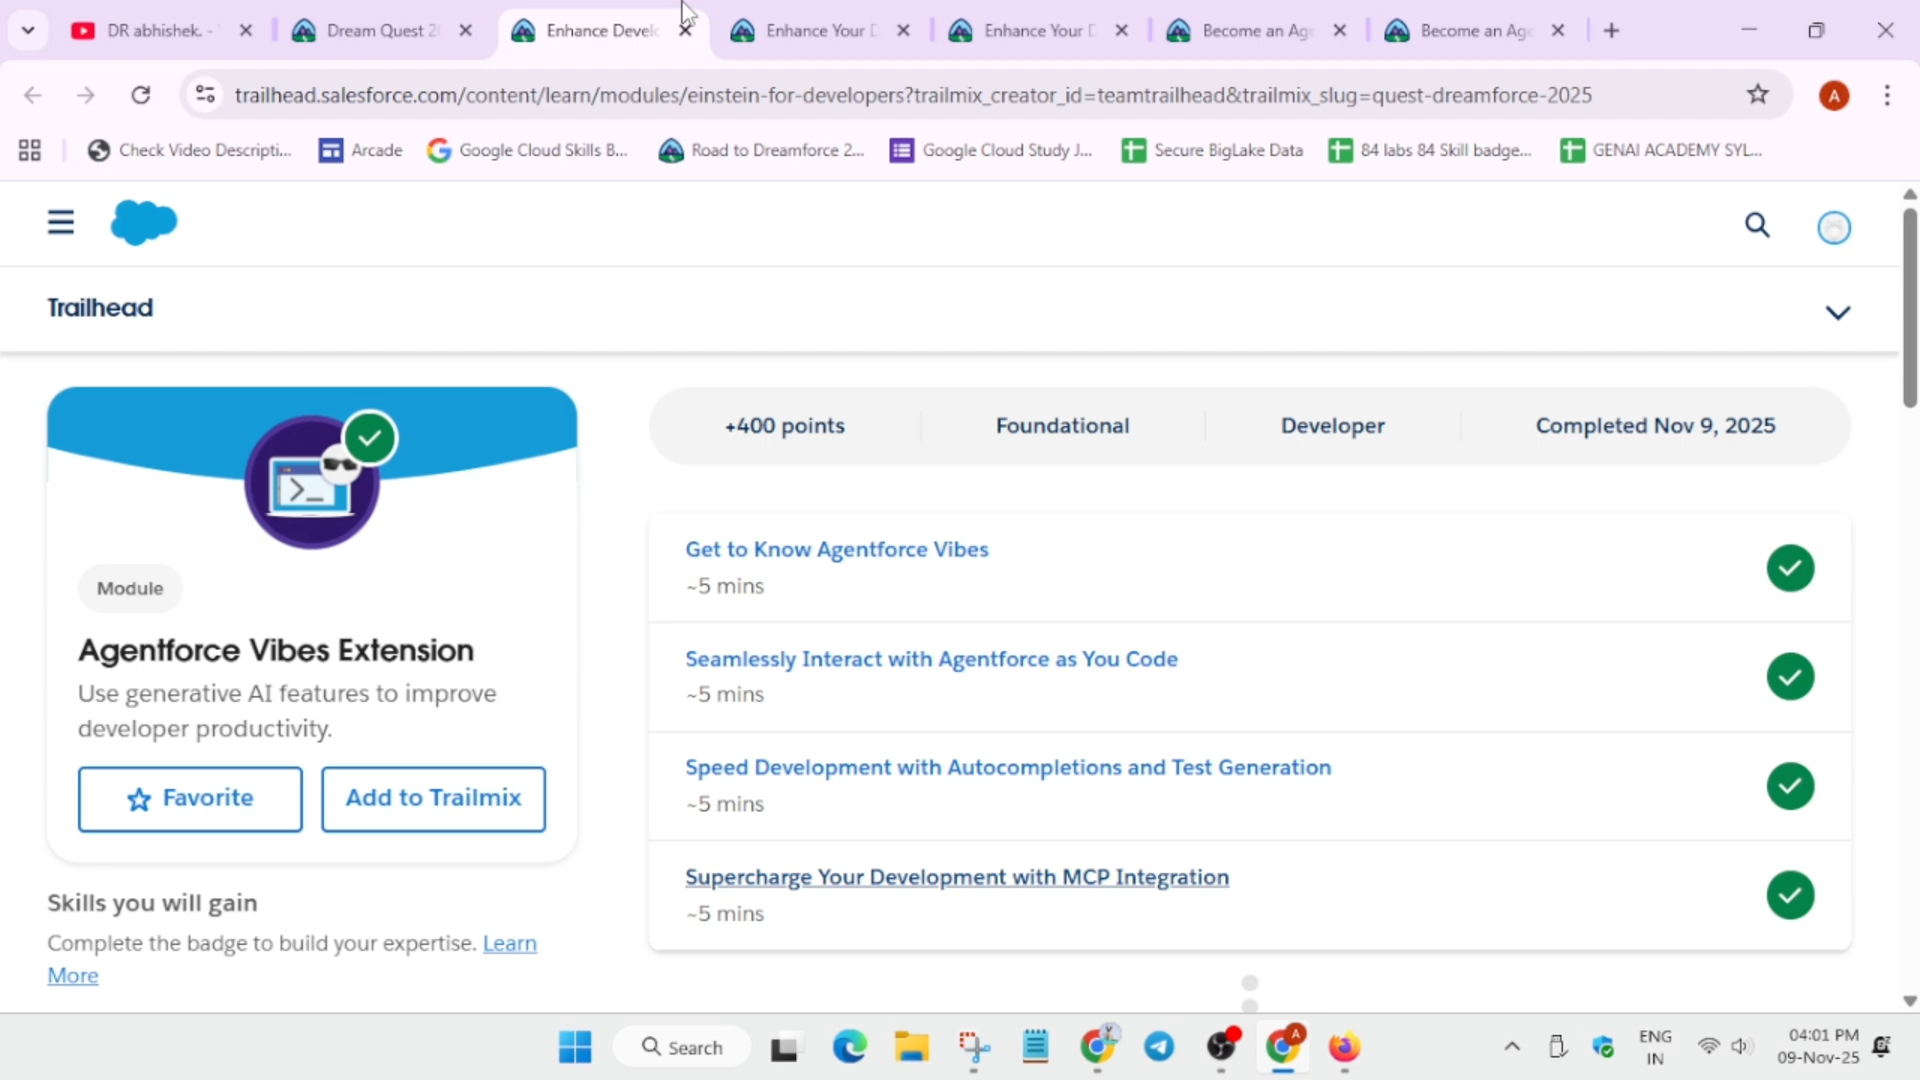 DR abhishek. -
Dream Quest 2
Enhance Devel
Enhance Your D
Enhance Your D
Become an Age
Become an Age
trailhead.salesforce.com/content/learn/modules/einstein-for-developers?trailmix_creator_id=teamtrailhead&trailmix_slug=quest-dreamforce-2025
A
Check Video Descripti...
Arcade
Google Cloud Skills B...
Road to Dreamforce 2...
Google Cloud Study J...
Secure BigLake Data
84 labs 84 Skill badge...
GENAI ACADEMY SYL...
Trailhead
+400 points
Foundational
Developer
Completed Nov 9, 2025
Module
Agentforce Vibes Extension
Use generative AI features to improve
developer productivity.
Favorite
Add to Trailmix
Skills you will gain
Complete the badge to build your expertise. Learn
More
Get to Know Agentforce Vibes
~5 mins
Seamlessly Interact with Agentforce as You Code
~5 mins
Speed Development with Autocompletions and Test Generation
~5 mins
Supercharge Your Development with MCP Integration
~5 mins
Search
A
ENG
IN
04:01 PM
09-Nov-25